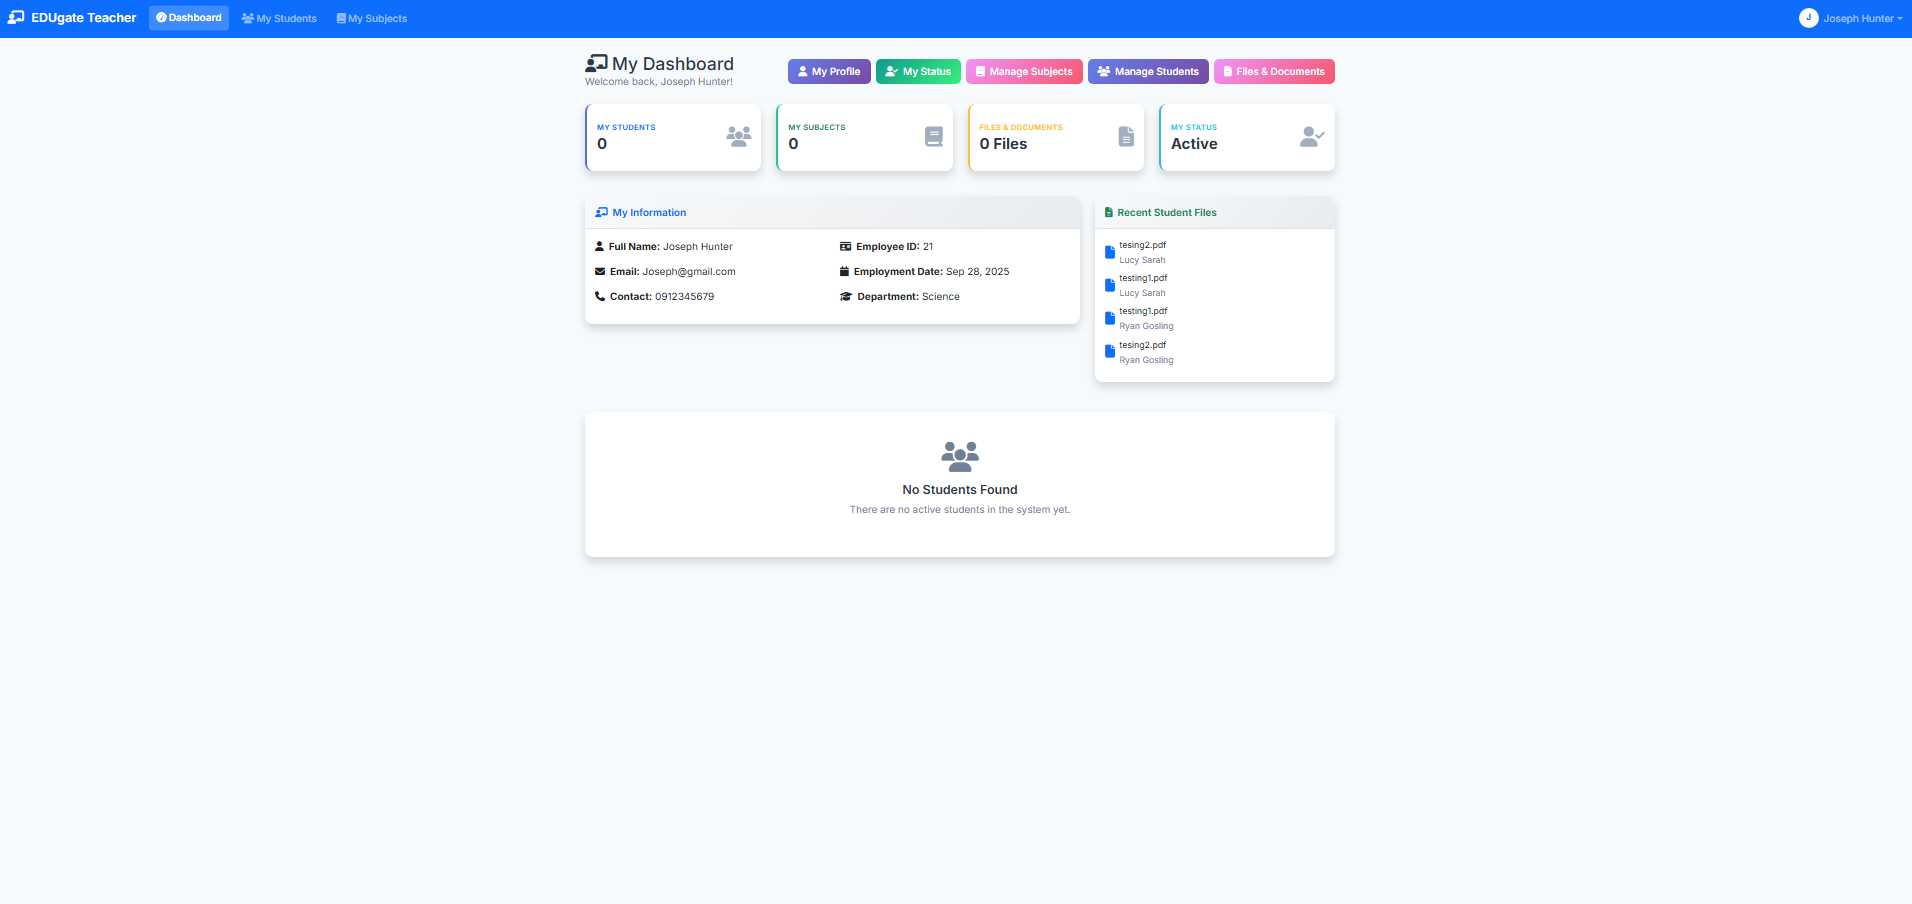 EDUgate Teacher
Dashboard
My Students
My Subjects
J
Joseph Hunter
My Dashboard
Welcome back, Joseph Hunter!
My Profile
My Status
Manage Subjects
Manage Students
Files & Documents
MY STUDENTS
0
MY SUBJECTS
0
FILES & DOCUMENTS
0 Files
MY STATUS
Active
My Information
Full Name: Joseph Hunter
Employee ID: 21
Email: Joseph@gmail.com
Employment Date: Sep 28, 2025
Contact: 0912345679
Department: Science
Recent Student Files
tesing2.pdf
Lucy Sarah
testing1.pdf
Lucy Sarah
testing1.pdf
Ryan Gosling
tesing2.pdf
Ryan Gosling
No Students Found
There are no active students in the system yet.